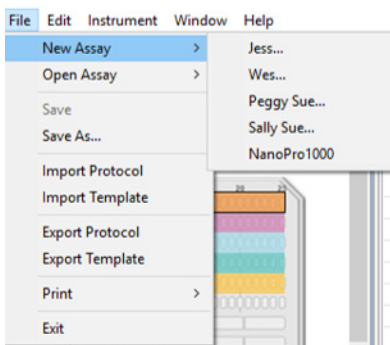 File Edit Instrument Window Help
New Assay >
Open Assay >
Save
Save As...
Import Protocol
Import Template
Export Protocol
Export Template
Print >
Exit
Jess...
Wes...
Peggy Sue...
Sally Sue...
NanoPro1000
20